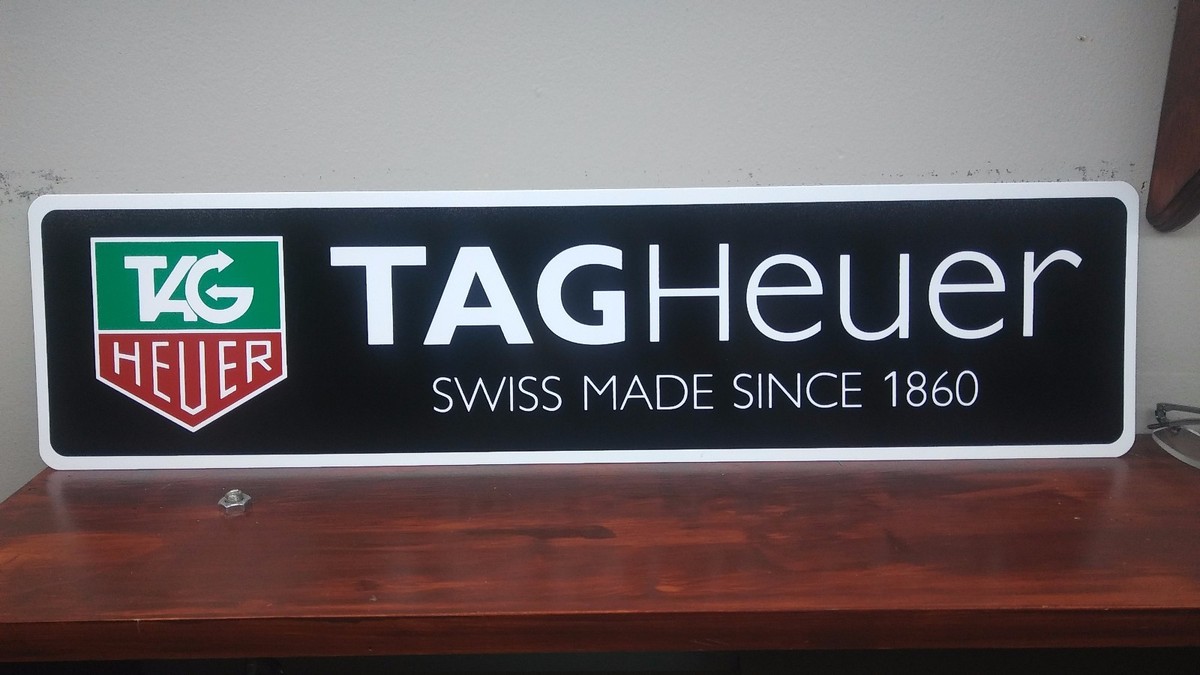 TAG
HEUER
TAGHeuer
SWISS MADE SINCE 1860